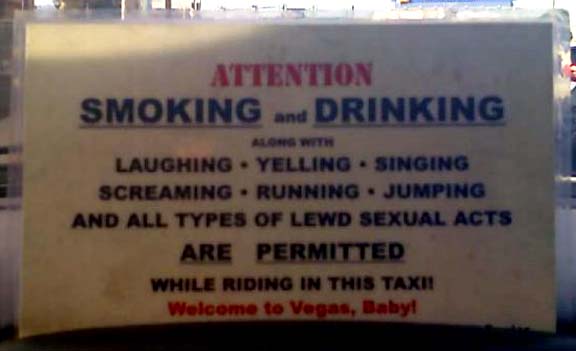 ATTENTION
SMOKING and DRINKING
ALONG WITH
LAUGHING • YELLING • SINGING
SCREAMING • RUNNING • JUMPING
AND ALL TYPES OF LEWD SEXUAL ACTS
ARE PERMITTED
WHILE RIDING IN THIS TAXI!
Welcome to Vegas, Baby!